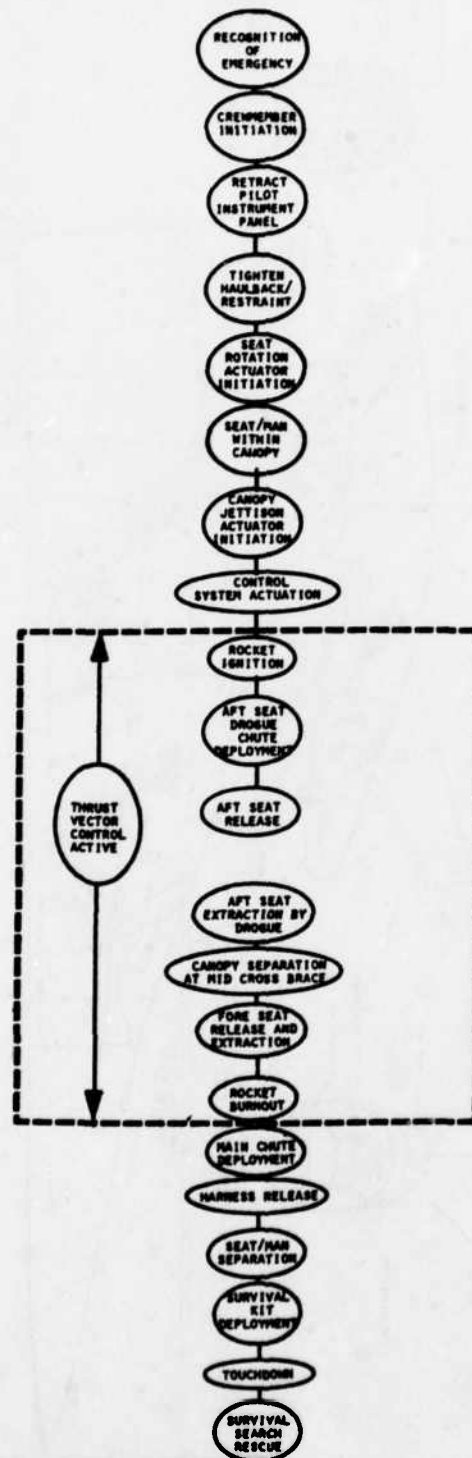 RECOGNITION
OF
EMERGENCY
CREWMEMBER
INITIATION
RETRACT
PILOT
INSTRUMENT
PANEL
TIGHTEN
HAULBACK/
RESTRAINT
SEAT
ROTATION
ACTUATOR
INITIATION
SEAT/MAN
WITHIN
CANOPY
CANOPY
JETTISON
ACTUATOR
INITIATION
CONTROL
SYSTEM ACTUATION
ROCKET
IGNITION
AFT SEAT
DROGUE
CHUTE
DEPLOYMENT
THRUST
VECTOR
CONTROL
ACTIVE
AFT SEAT
RELEASE
AFT SEAT
EXTRACTION BY
DROGUE
CANOPY SEPARATION
AT MID CROSS BRACE
FORE SEAT
RELEASE AND
EXTRACTION
ROCKET
BURNOUT
MAIN CHUTE
DEPLOYMENT
HARNESS RELEASE
SEAT/MAN
SEPARATION
SURVIVAL
KIT
DEPLOYMENT
TOUCHDOWN
SURVIVAL
SEARCH
RESCUE